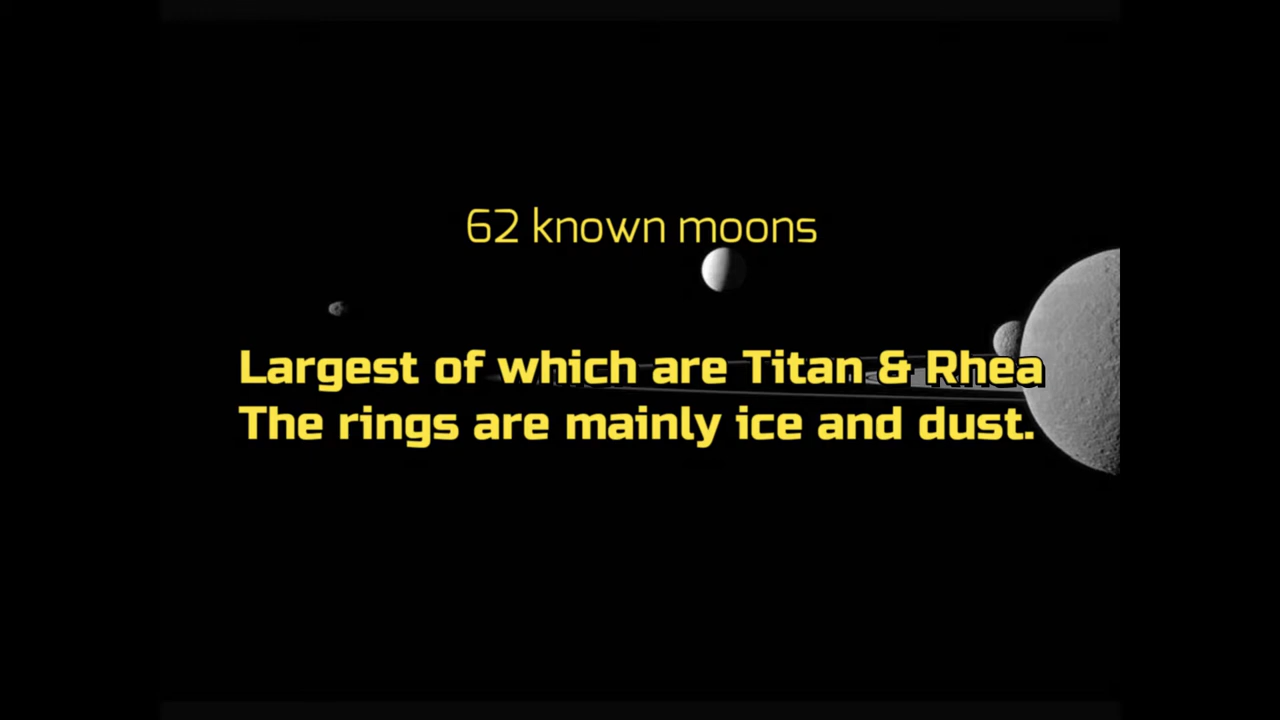 62 known moons
Largest of which are Titan & Rhea
The rings are mainly ice and dust.